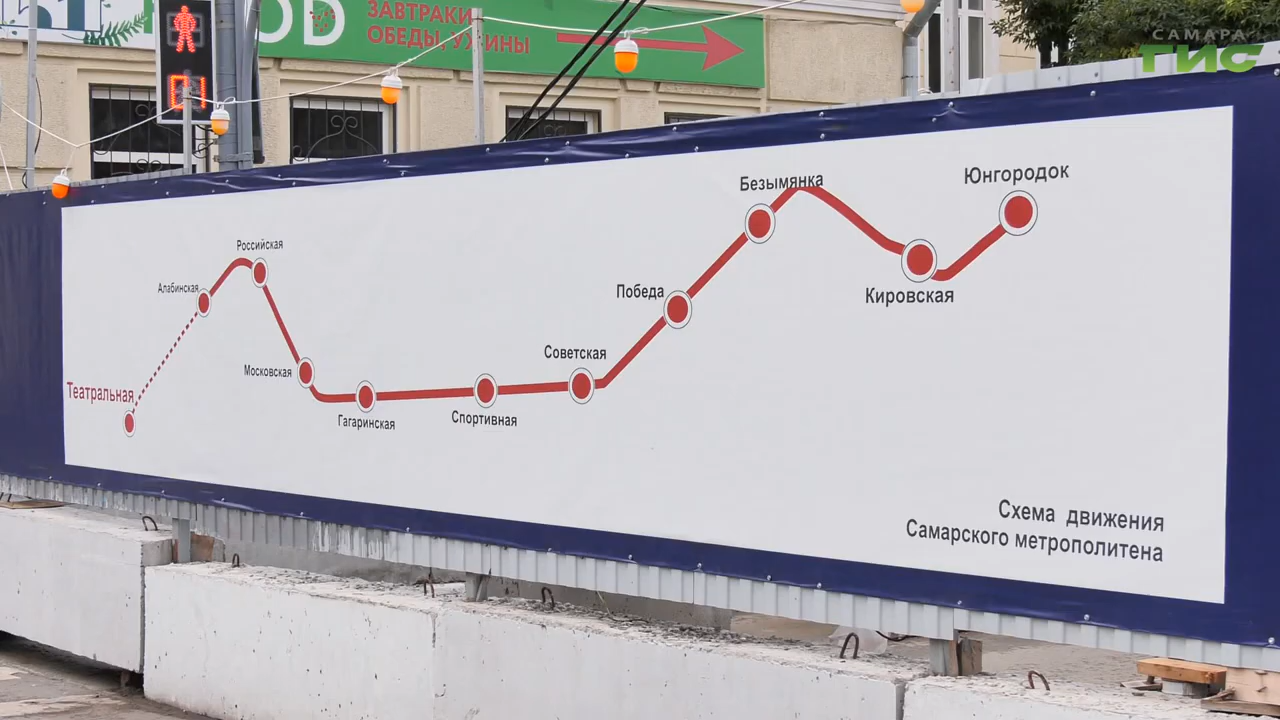 ЗАВТРАКИ
ОБЕДЫ, УЖИНЫ
САМАРА
ГИС
Безымянка
Юнгородок
Российская
Алабинская
Победа
Кировская
Советская
Московская
Театральная
Гагаринская
Спортивная
Схема движения
Самарского метрополитена